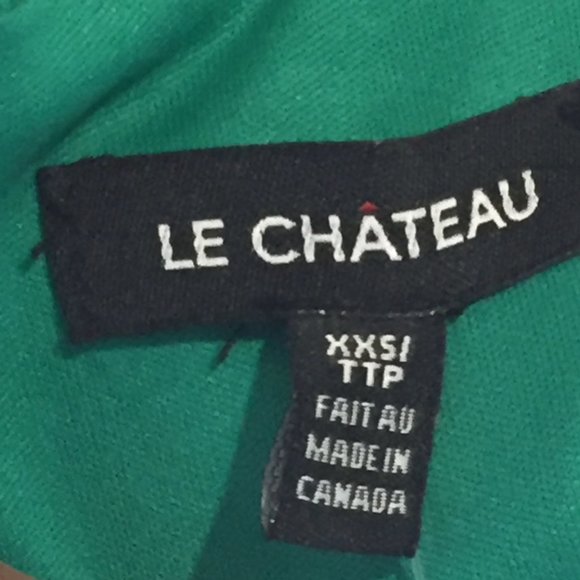 LE CHÂTEAU
XXS/
TTP
FAIT AU
MADE IN
CANADA